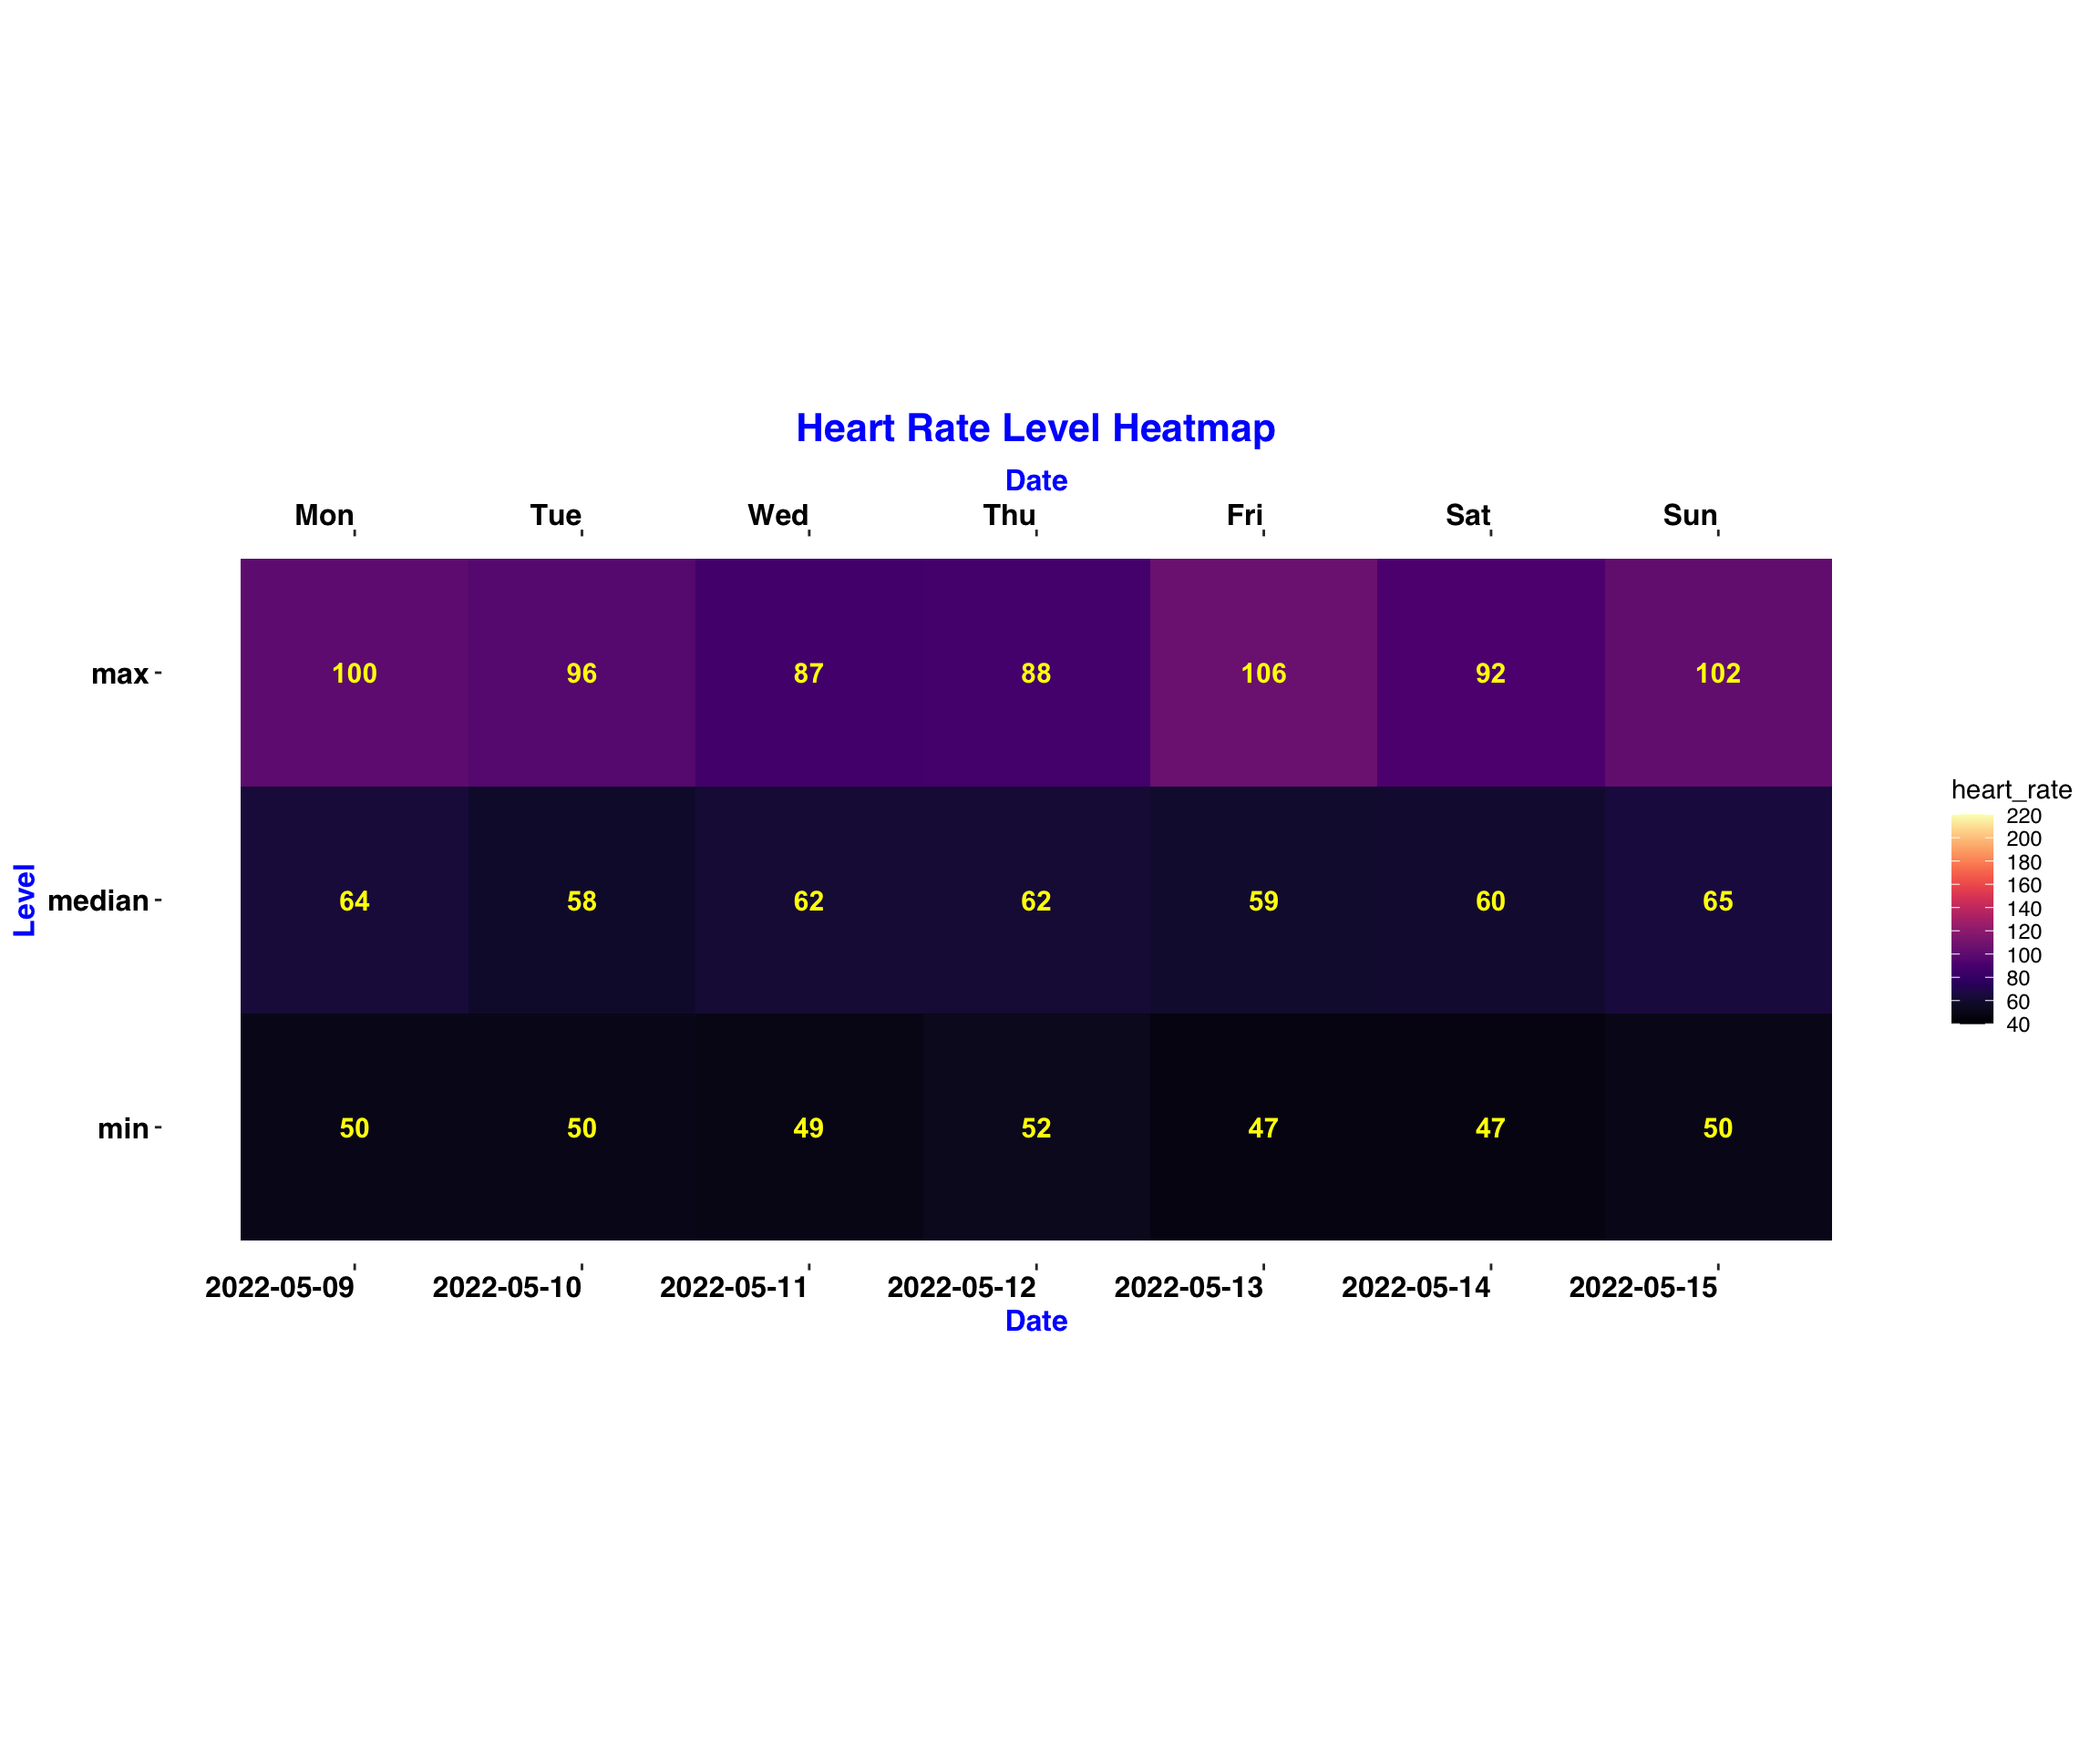 Heart Rate Level Heatmap
Date
Mon Tue Wed Thu Fri Sat Sun
max 100 96 87 88 106 92 102
Level
median 64 58 62 62 59 60 65
min 50 50 49 52 47 47 50
2022-05-09 2022-05-10 2022-05-11 2022-05-12 2022-05-13 2022-05-14 2022-05-15
Date
heart_rate
220
200
180
160
140
120
100
80
60
40